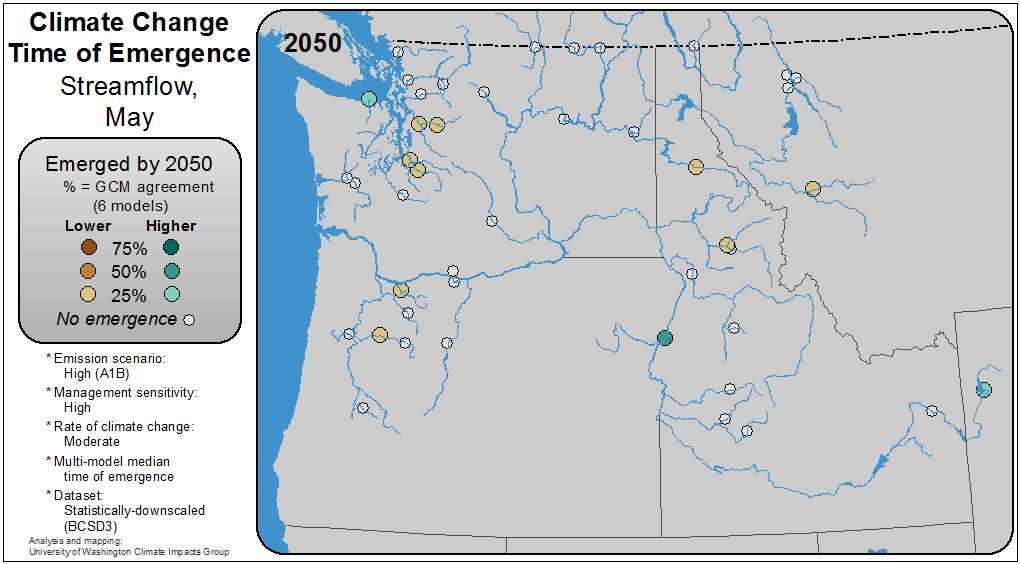 Climate Change
Time of Emergence
Streamflow,
May
2050
Emerged by 2050
% = GCM agreement
(6 models)
Lower Higher
75%
50%
25%
No emergence
* Emission scenario:
High (A1B)
* Management sensitivity:
High
* Rate of climate change:
Moderate
* Multi-model median
time of emergence
* Dataset:
Statistically-downscaled
(BCSD3)
Analysis and mapping:
University of Washington Climate Impacts Group